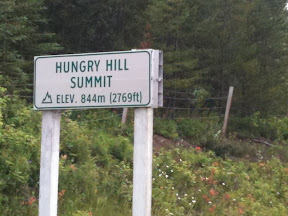 HUNGRY HILL
SUMMIT
ELEV. 844m (2769ft)